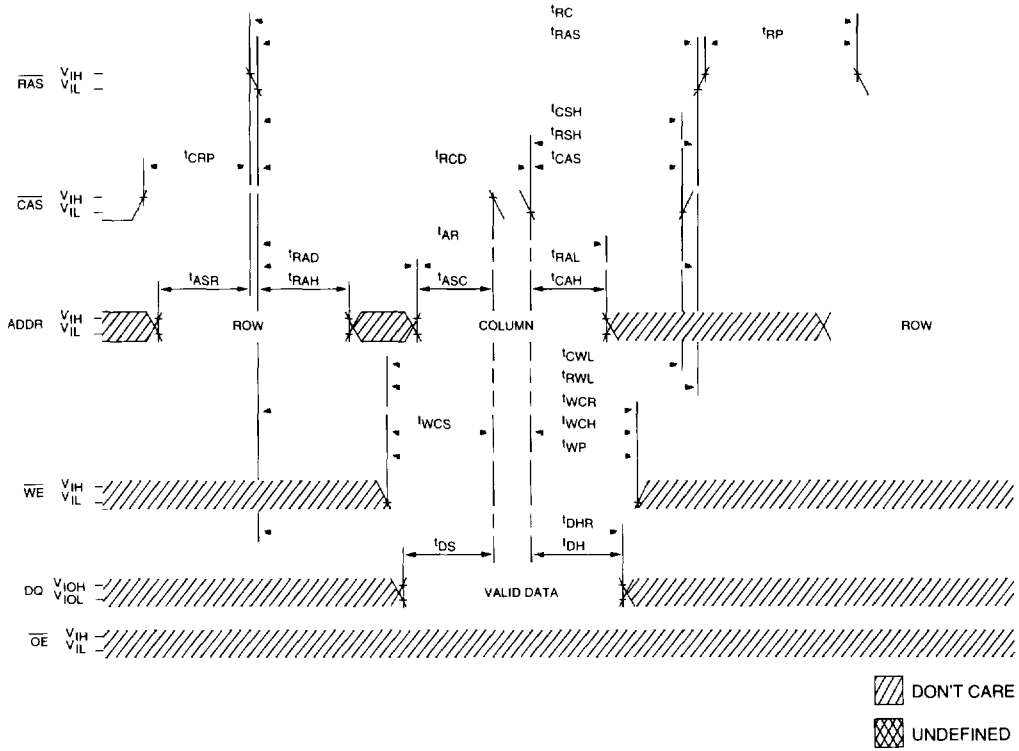 tRC
tRAS tRP
RAS VIH
VIL
tCSH
tRSH
tCRP tRCD tCAS
CAS VIH
VIL
tAR
tRAD tRAL
tASR tRAH tASC tCAH
ADDR VIH
VIL ROW COLUMN ROW
tCWL
tRWL
tWCR
tWCS tWCH
tWP
WE VIH
VIL
tDHR
tDS tDH
DQ VIOH
VIOL VALID DATA
OE VIH
VIL
DON'T CARE
UNDEFINED